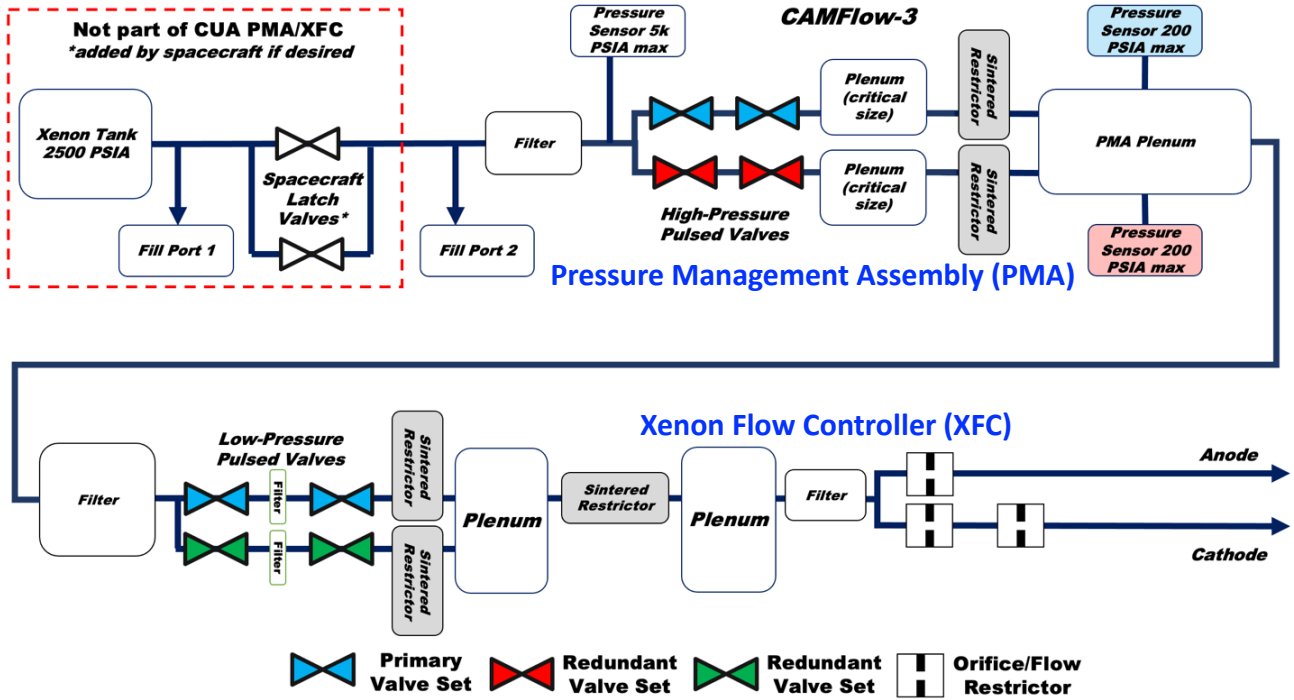 Not part of CUA PMA/XFC
*added by spacecraft if desired
Xenon Tank
2500 PSIA
Spacecraft
Latch
Valves*
Fill Port 1
Fill Port 2
Filter
Pressure
Sensor 5k
PSIA max
CAMFlow-3
Plenum
(critical
size)
Sintered
Restrictor
Pressure
Sensor 200
PSIA max
PMA Plenum
High-Pressure
Pulsed Valves
Plenum
(critical
size)
Sintered
Restrictor
Pressure
Sensor 200
PSIA max
Pressure Management Assembly (PMA)
Xenon Flow Controller (XFC)
Filter
Low-Pressure
Pulsed Valves
Filter
Filter
Sintered
Restrictor
Sintered
Restrictor
Plenum
Sintered
Restrictor
Plenum
Filter
Anode
Cathode
Primary
Valve Set
Redundant
Valve Set
Redundant
Valve Set
Orifice/Flow
Restrictor